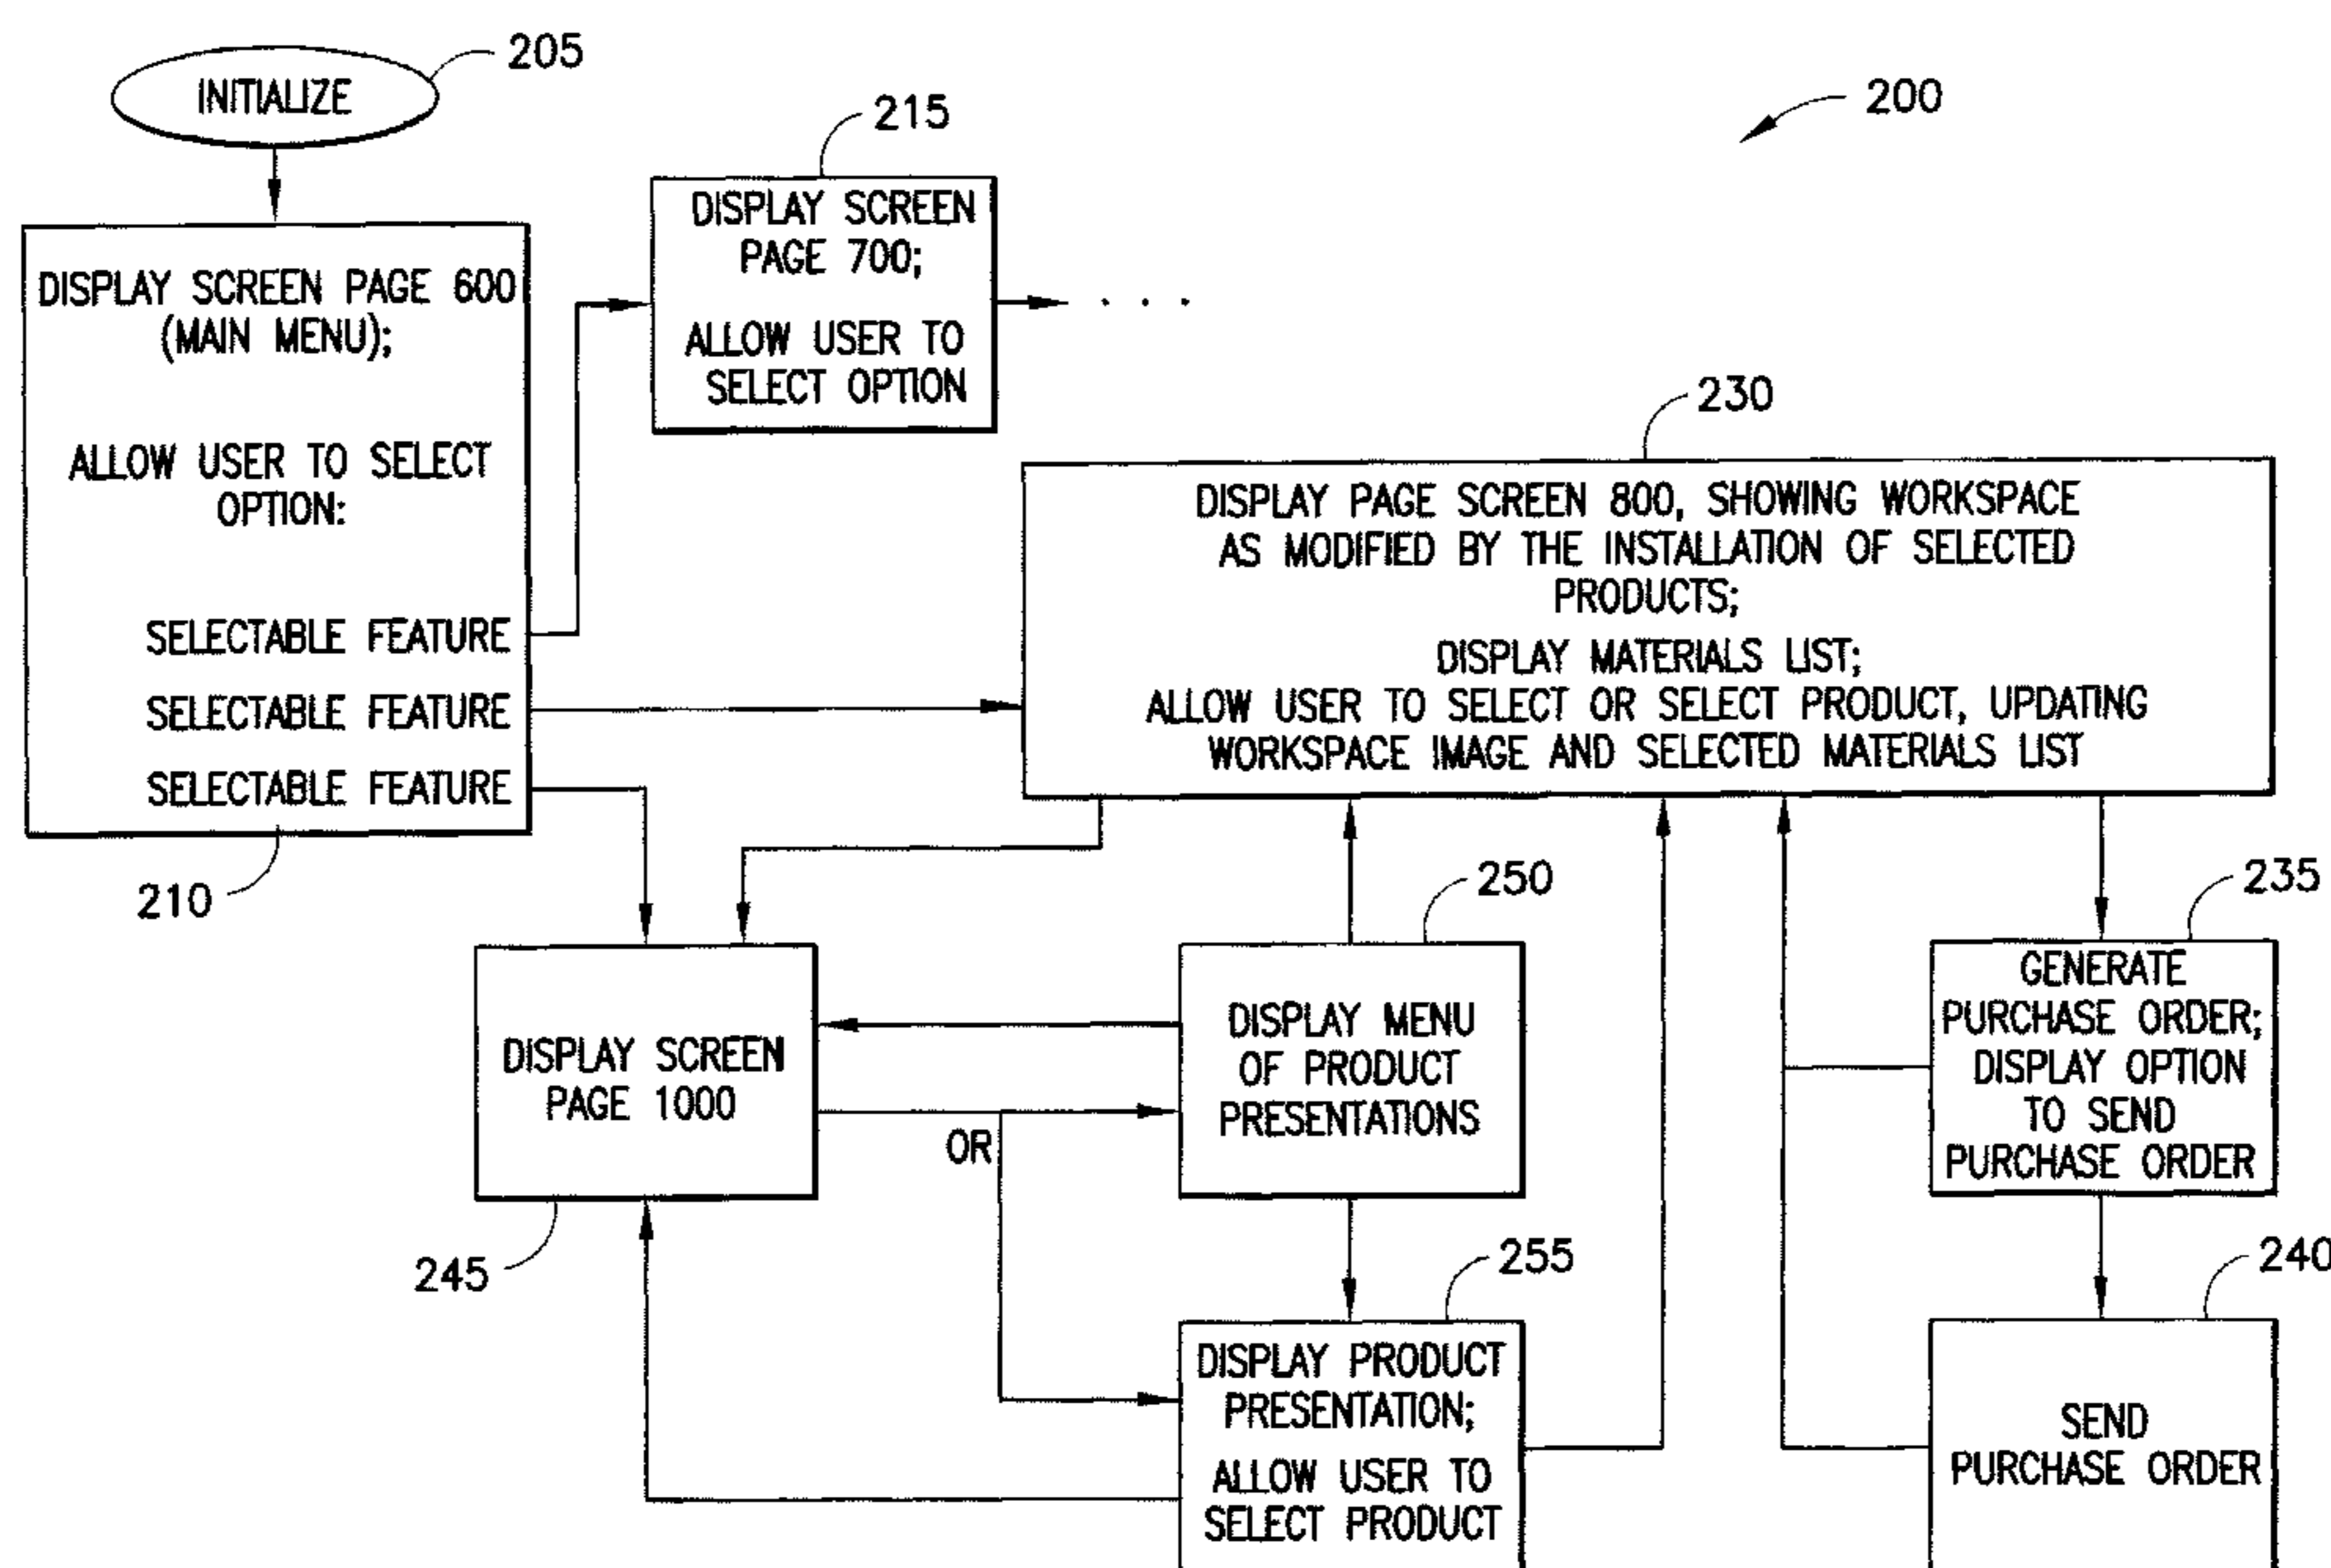 205
INITIALIZE
200
215
DISPLAY SCREEN
PAGE 700;
ALLOW USER TO
SELECT OPTION
. . .
DISPLAY SCREEN PAGE 600
(MAIN MENU);
ALLOW USER TO SELECT
OPTION:
SELECTABLE FEATURE
SELECTABLE FEATURE
SELECTABLE FEATURE
210
230
DISPLAY PAGE SCREEN 800, SHOWING WORKSPACE
AS MODIFIED BY THE INSTALLATION OF SELECTED
PRODUCTS;
DISPLAY MATERIALS LIST;
ALLOW USER TO SELECT OR SELECT PRODUCT, UPDATING
WORKSPACE IMAGE AND SELECTED MATERIALS LIST
DISPLAY SCREEN
PAGE 1000
245
OR
250
DISPLAY MENU
OF PRODUCT
PRESENTATIONS
255
DISPLAY PRODUCT
PRESENTATION;
ALLOW USER TO
SELECT PRODUCT
235
GENERATE
PURCHASE ORDER;
DISPLAY OPTION
TO SEND
PURCHASE ORDER
240
SEND
PURCHASE ORDER